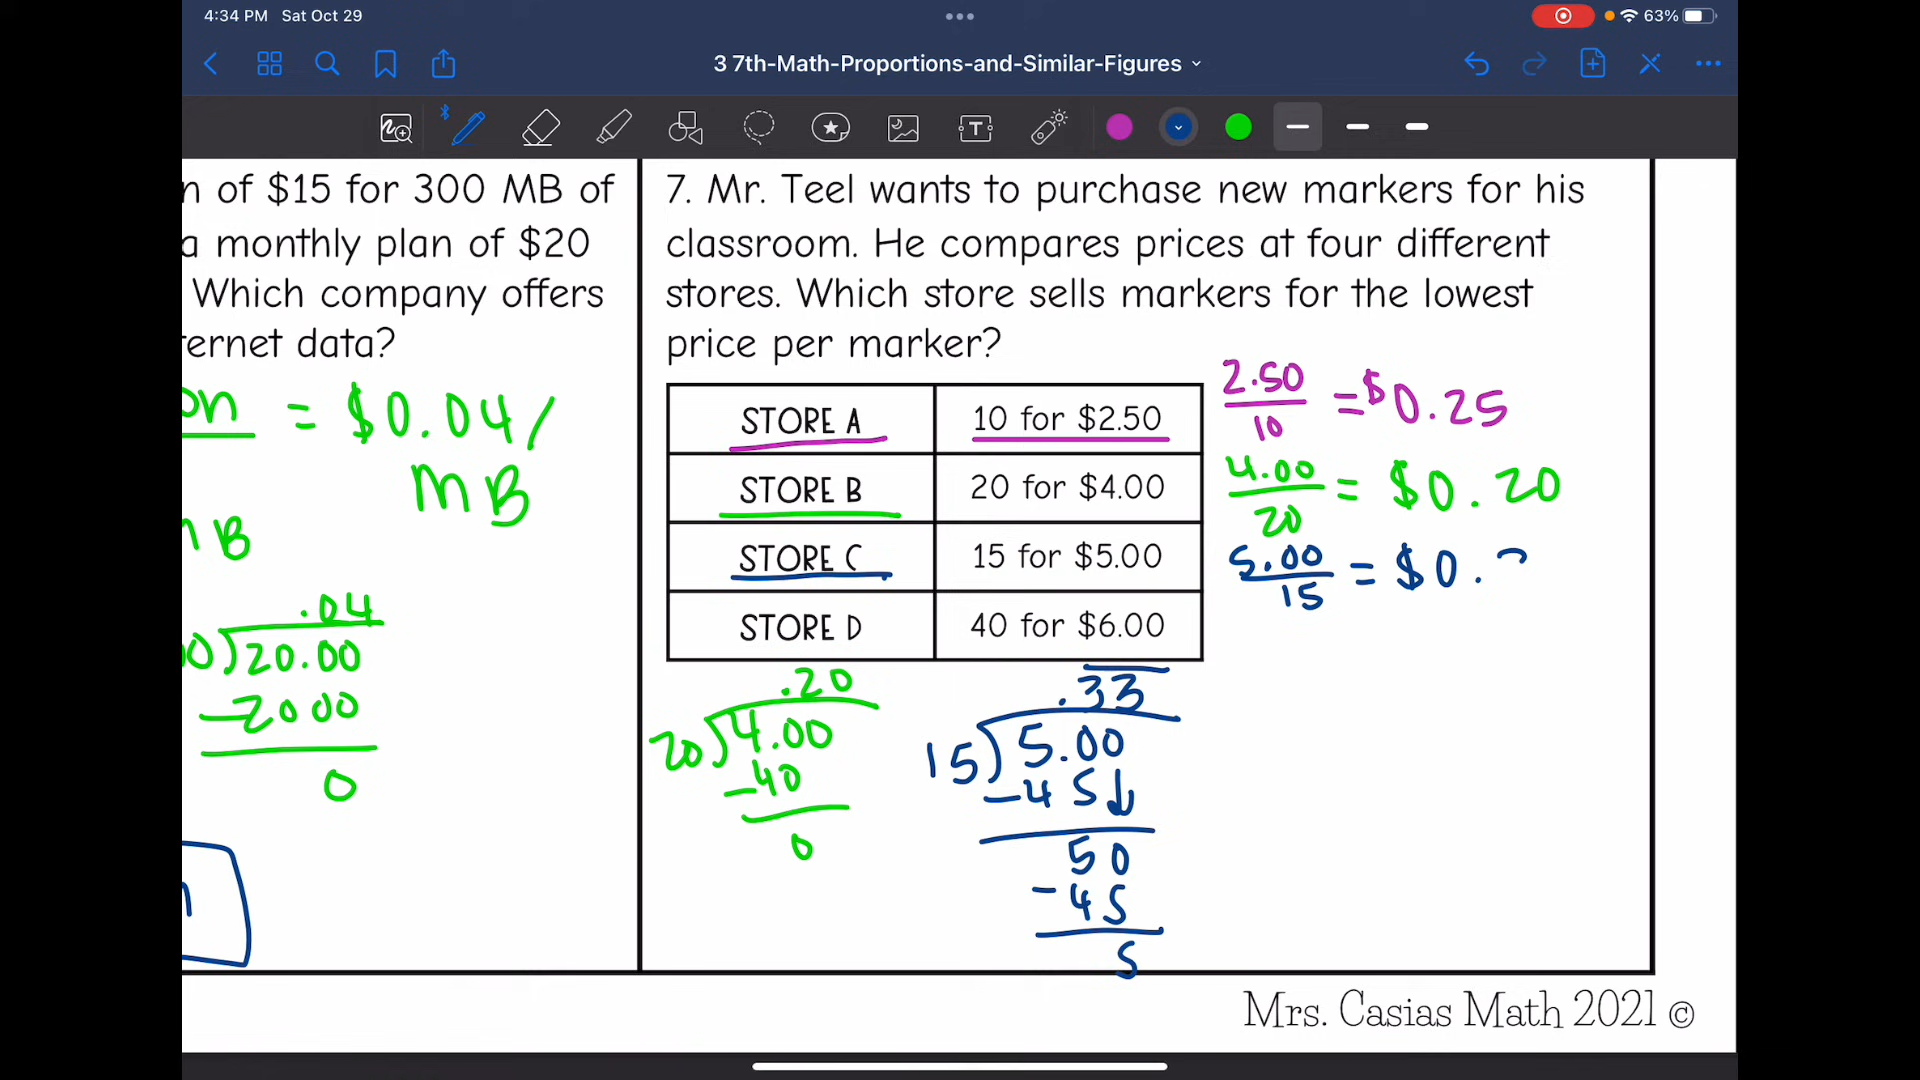 4:34 PM Sat Oct 29
63%
3 7th-Math-Proportions-and-Similar-Figures
T
n of $15 for 300 MB of
a monthly plan of $20
Which company offers
ternet data?
on = $0.04/
MB
B
.04
0)20.00
-2000
0
7. Mr. Teel wants to purchase new markers for his
classroom. He compares prices at four different
stores. Which store sells markers for the lowest
price per marker?
STORE A 10 for $2.50
STORE B 20 for $4.00
STORE C 15 for $5.00
STORE D 40 for $6.00
2.50
10
=$0.25
4.00
20
= $0.20
5.00
15
= $0.
.20
20)4.00
-40
0
.33
15)5.00
-45↓
50
-45
5
Mrs. Casias Math 2021 ©